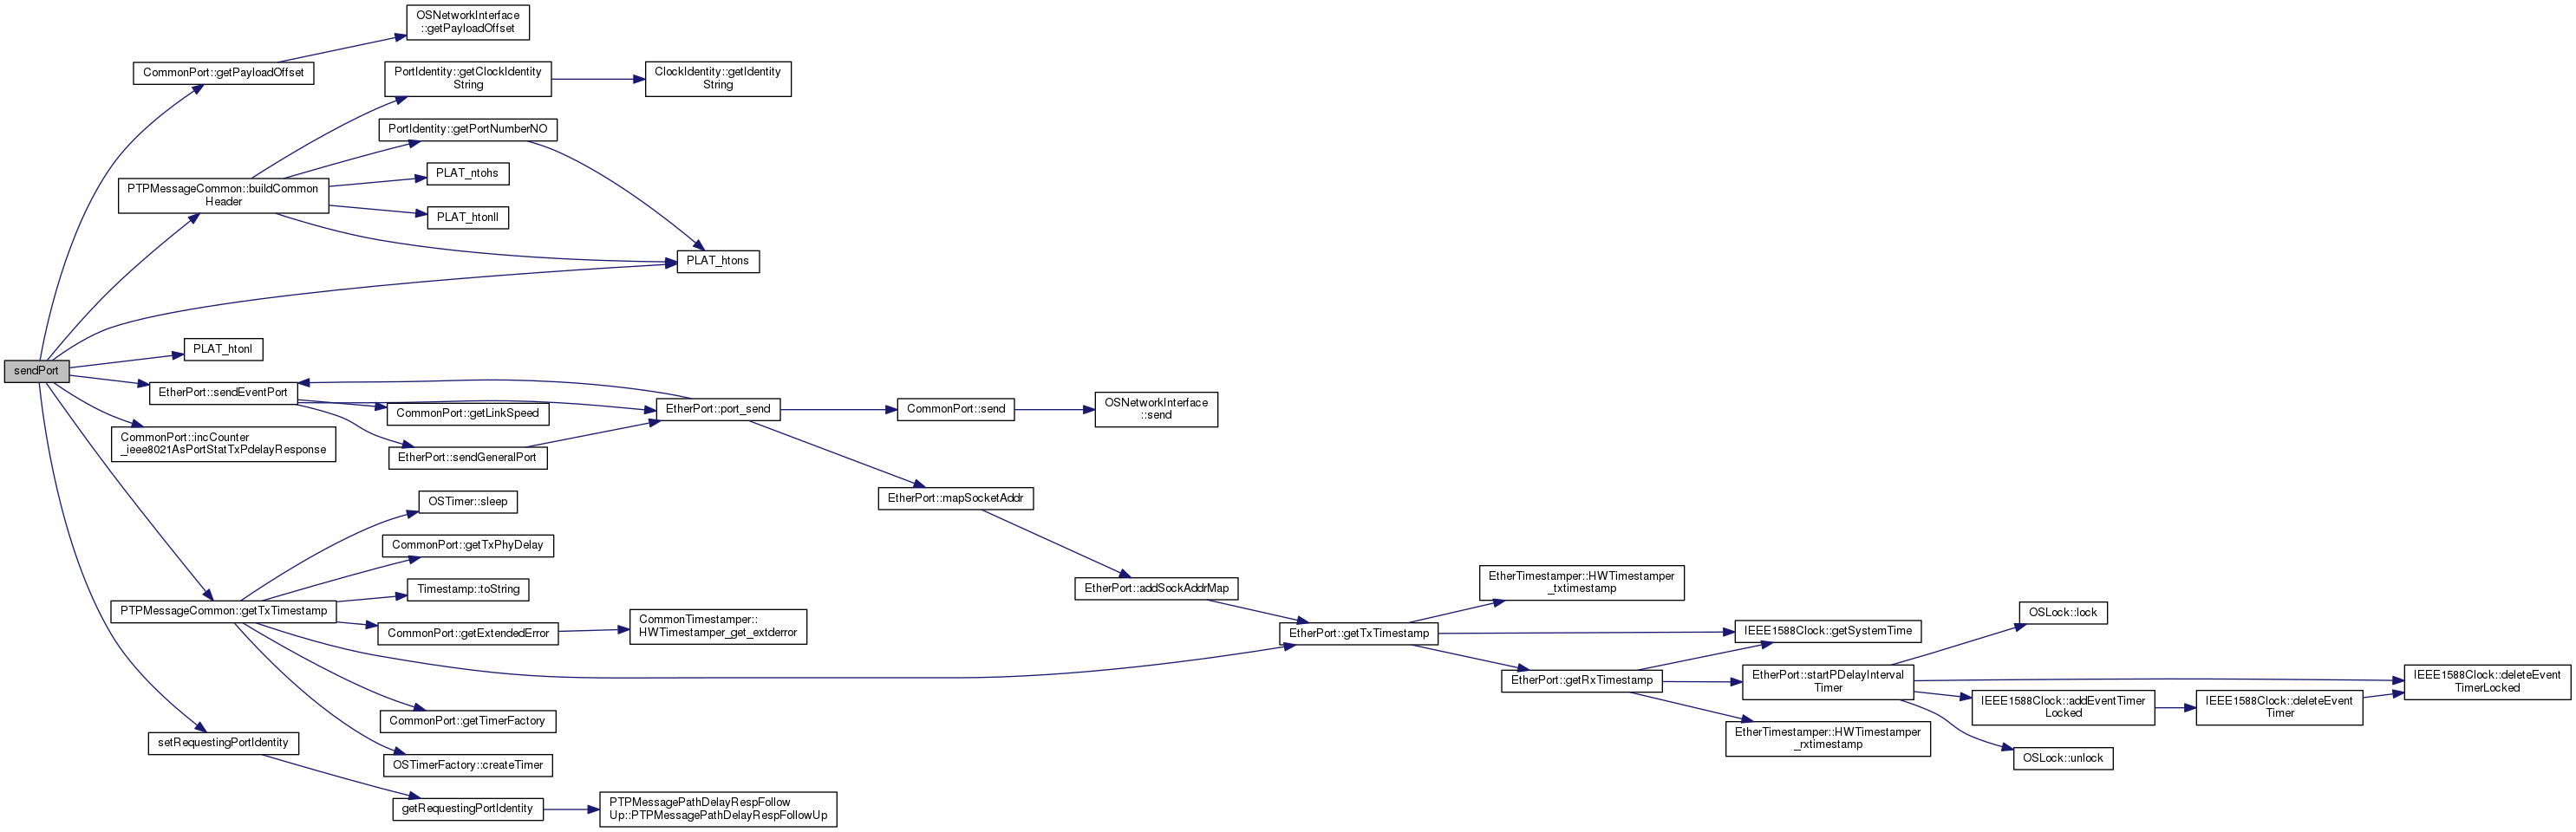 OSNetworkInterface
::getPayloadOffset
CommonPort::getPayloadOffset
PortIdentity::getClockIdentity
String
ClockIdentity::getIdentity
String
PortIdentity::getPortNumberNO
PLAT_ntohs
PTPMessageCommon::buildCommon
Header
PLAT_htonll
PLAT_htons
PLAT_htonl
sendPort
EtherPort::sendEventPort
CommonPort::getLinkSpeed
EtherPort::port_send
CommonPort::send
OSNetworkInterface
::send
CommonPort::incCounter
_ieee8021AsPortStatTxPdelayResponse
EtherPort::sendGeneralPort
OSTimer::sleep
EtherPort::mapSocketAddr
CommonPort::getTxPhyDelay
Timestamp::toString
EtherPort::addSockAddrMap
EtherTimestamper::HWTimestamper
_txtimestamp
PTPMessageCommon::getTxTimestamp
CommonPort::getExtendedError
CommonTimestamper::
HWTimestamper_get_extderror
EtherPort::getTxTimestamp
IEEE1588Clock::getSystemTime
OSLock::lock
EtherPort::getRxTimestamp
EtherPort::startPDelayInterval
Timer
IEEE1588Clock::deleteEvent
TimerLocked
IEEE1588Clock::addEventTimer
Locked
IEEE1588Clock::deleteEvent
Timer
CommonPort::getTimerFactory
EtherTimestamper::HWTimestamper
_rxtimestamp
OSLock::unlock
setRequestingPortIdentity
OSTimerFactory::createTimer
getRequestingPortIdentity
PTPMessagePathDelayRespFollow
Up::PTPMessagePathDelayRespFollowUp